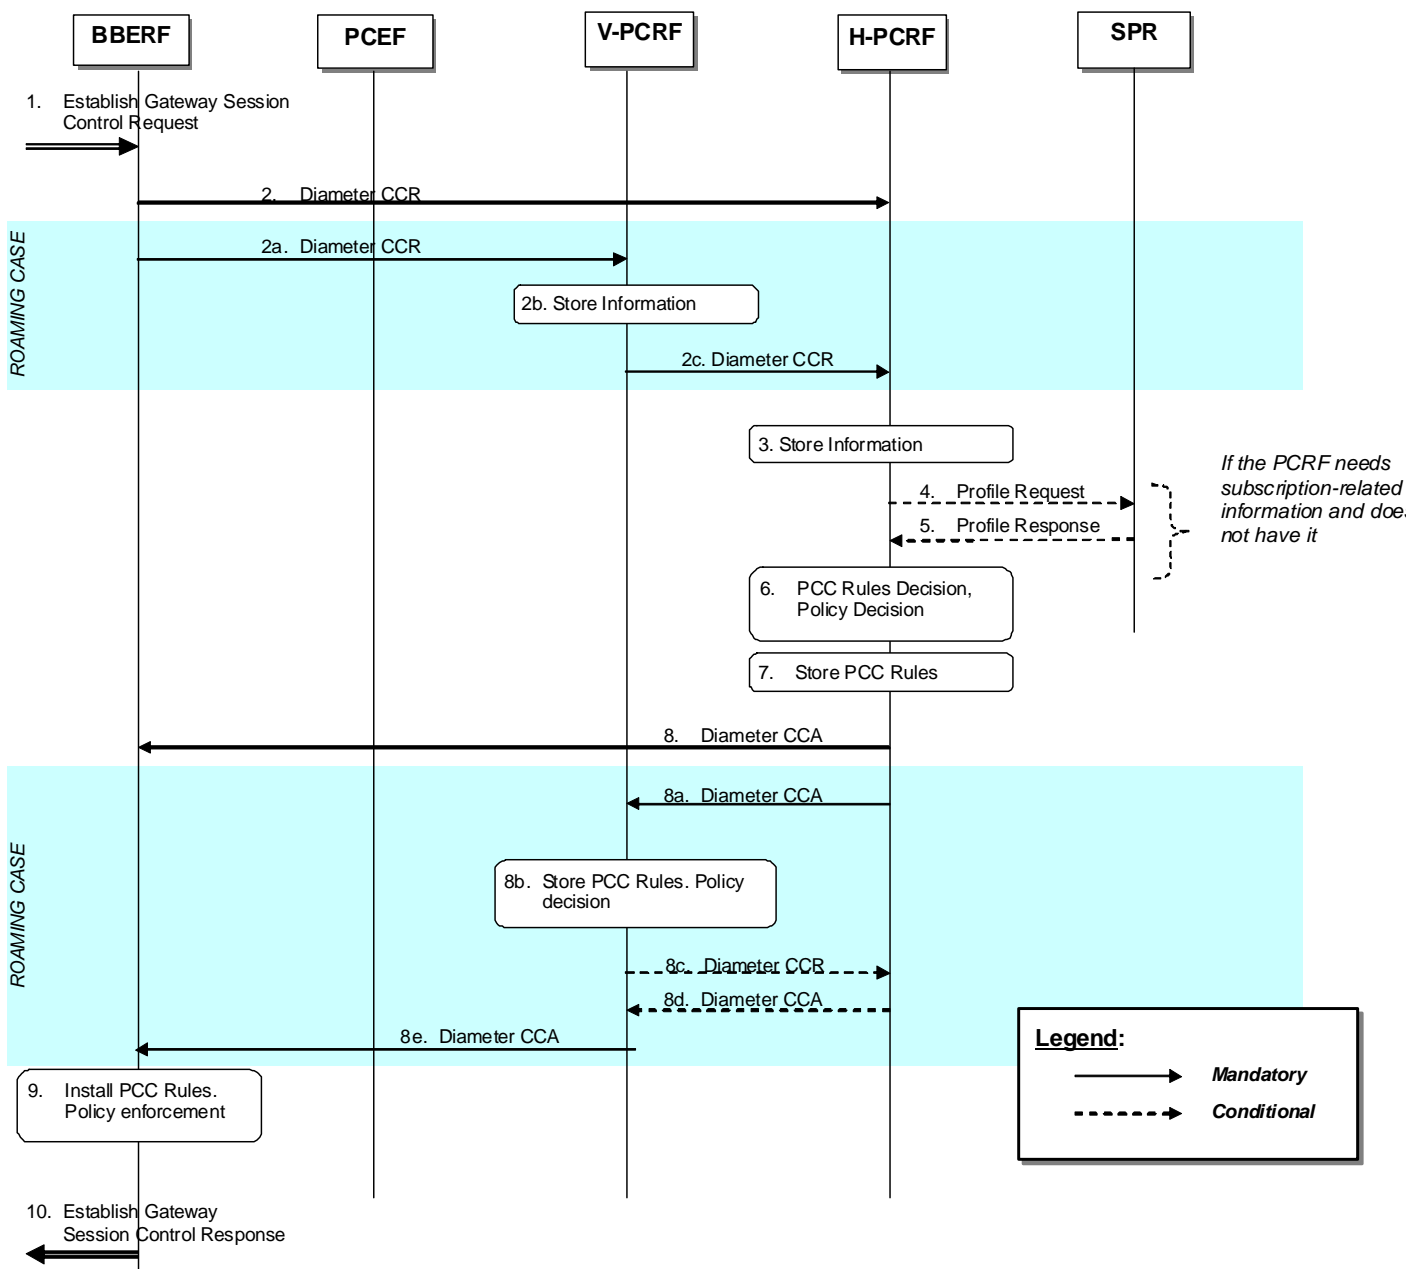 BBERF
PCEF
V-PCRF
H-PCRF
SPR
1. Establish Gateway Session
Control Request
2. Diameter CCR
ROAMING CASE
2a. Diameter CCR
2b. Store Information
2c. Diameter CCR
3. Store Information
4. Profile Request
5. Profile Response
If the PCRF needs
subscription-related
information and does
not have it
6. PCC Rules Decision,
Policy Decision
7. Store PCC Rules
8. Diameter CCA
ROAMING CASE
8a. Diameter CCA
8b. Store PCC Rules. Policy
decision
8c. Diameter CCR
8d. Diameter CCA
8e. Diameter CCA
9. Install PCC Rules.
Policy enforcement
Legend:
Mandatory
Conditional
10. Establish Gateway
Session Control Response